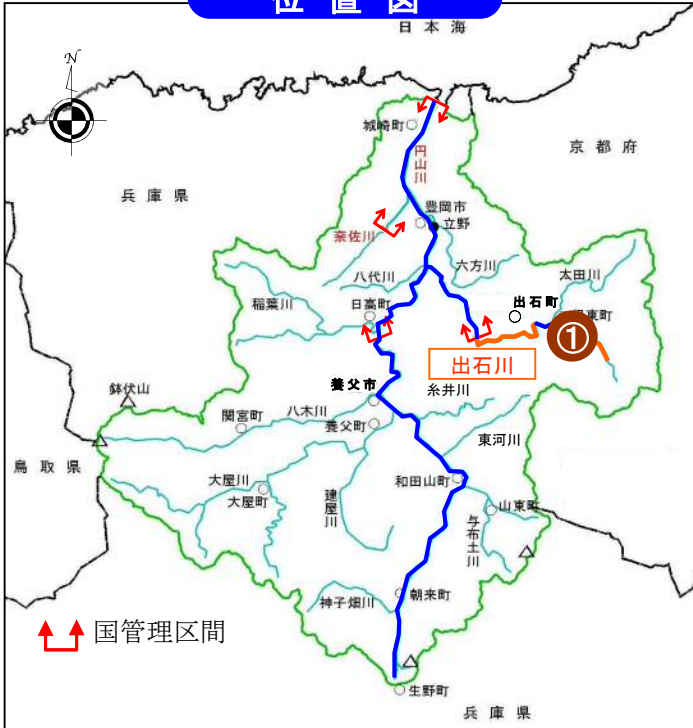 位置図
日本海
N
城崎町
京都府
円山川
兵庫県
豊岡市
立野
奈佐川
六方川
八代川
太田川
稲葉川
日高町
出石町
①
出石川
鉢伏山
養父市
糸井川
関宮町
八木川
養父町
東河川
鳥取県
大屋川
大屋町
建屋川
和田山町
山東町
与布土川
神子畑川
朝来町
国管理区間
生野町
兵庫県